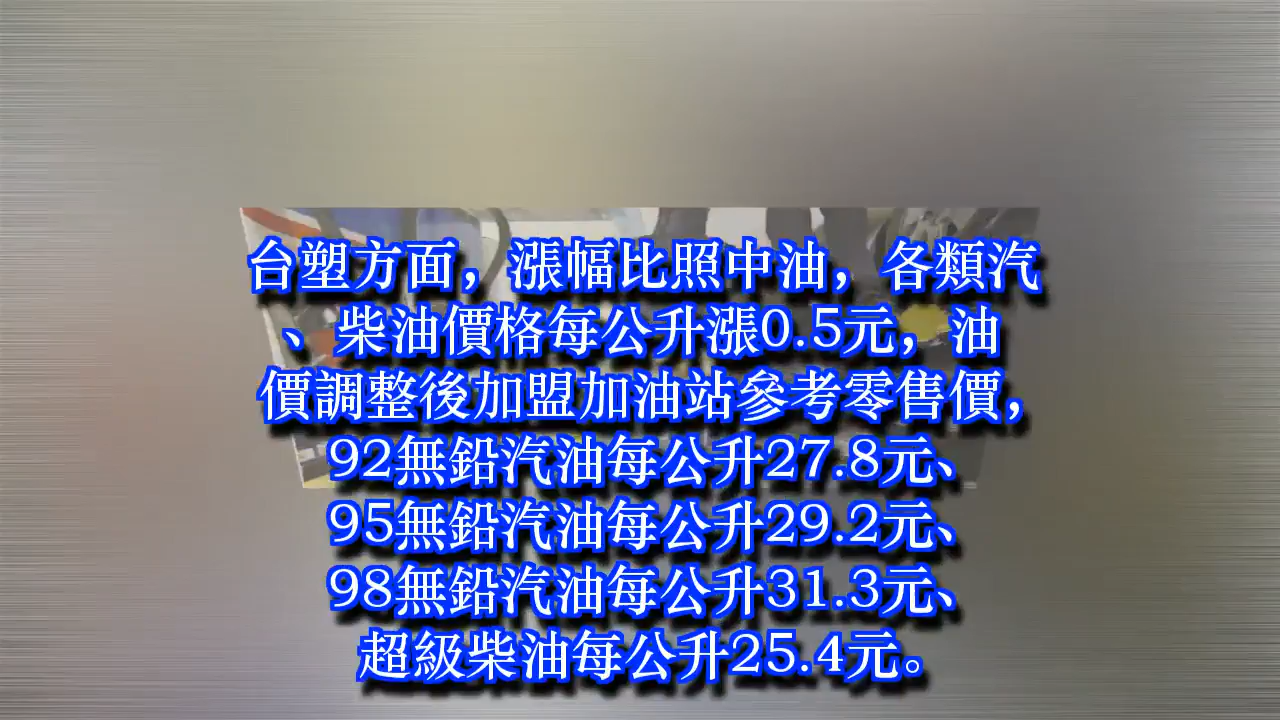 台塑方面，漲幅比照中油，各類汽
、柴油價格每公升漲0.5元，油
價調整後加盟加油站參考零售價，
92無鉛汽油每公升27.8元、
95無鉛汽油每公升29.2元、
98無鉛汽油每公升31.3元、
超級柴油每公升25.4元。